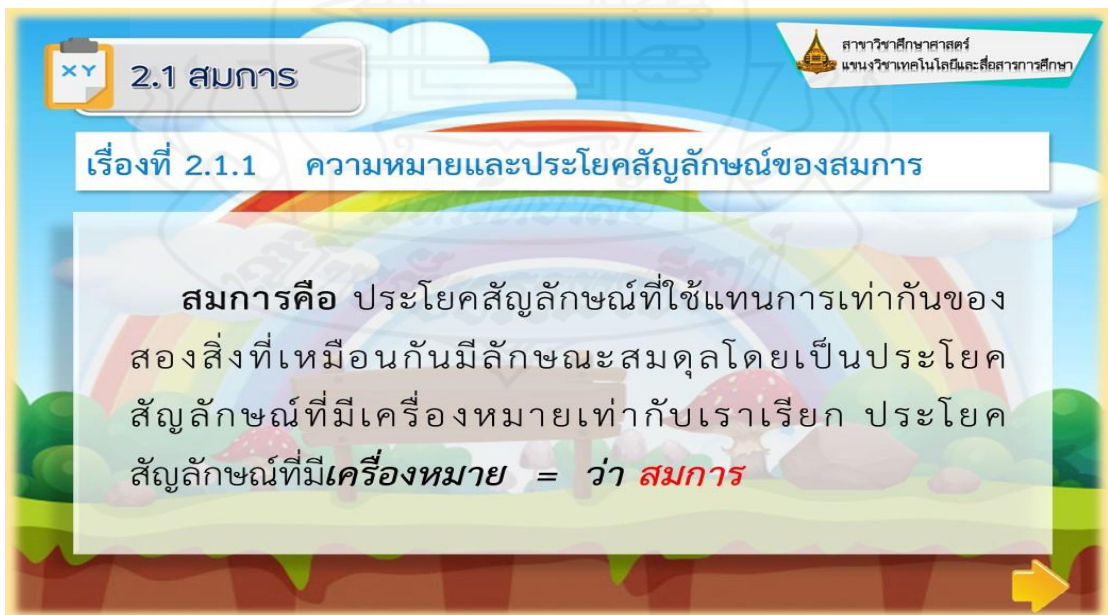 สาขาวิชาศึกษาศาสตร์
แขนงวิชาเทคโนโลยีและสื่อสารการศึกษา
XY
2.1 สมการ
เรื่องที่ 2.1.1 ความหมายและประโยคสัญลักษณ์ของสมการ
สมการคือ ประโยคสัญลักษณ์ที่ใช้แทนการเท่ากันของ
สองสิ่งที่เหมือนกันมีลักษณะสมดุลโดยเป็นประโยค
สัญลักษณ์ที่มีเครื่องหมายเท่ากับเราเรียก ประโยค
สัญลักษณ์ที่มีเครื่องหมาย = ว่า สมการ